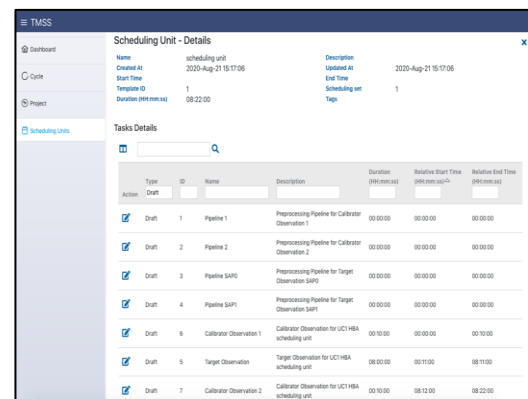 ≡ TMSS
Dashboard
Cycle
Project
Scheduling Units
Scheduling Unit - Details
x
Name scheduling unit Description
Created At 2020-Aug-21 15:17:06 Updated At 2020-Aug-21 15:17:06
Start Time End Time
Template ID 1 Scheduling set 1
Duration (HH:mm:ss) 08:22:00 Tags
Tasks Details
Action Type ID Name Description Duration (HH:mm:ss) Relative Start Time (HH:mm:ss) Relative End Time (HH:mm:ss)
Draft
Draft 1 Pipeline 1 Preprocessing Pipeline for Calibrator 00:00:00 00:00:00 00:00:00
Observation 1
Draft 2 Pipeline 2 Preprocessing Pipeline for Calibrator 00:00:00 00:00:00 00:00:00
Observation 2
Draft 3 Pipeline SAP0 Preprocessing Pipeline for Target 00:00:00 00:00:00 00:00:00
Observation SAP0
Draft 4 Pipeline SAP1 Preprocessing Pipeline for Target 00:00:00 00:00:00 00:00:00
Observation SAP1
Draft 6 Calibrator Observation 1 Calibrator Observation for UC1 HBA 00:10:00 00:00:00 00:10:00
scheduling unit
Draft 5 Target Observation Target Observation for UC1 HBA 08:00:00 00:11:00 08:11:00
scheduling unit
Draft 7 Calibrator Observation 2 Calibrator Observation for UC1 HBA 00:10:00 08:12:00 08:22:00
scheduling unit